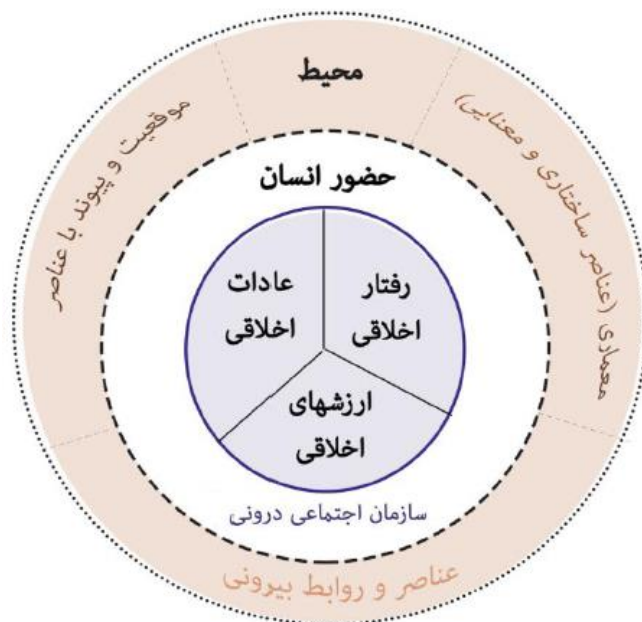 محیط
معماری (عناصر ساختاری و معنایی)
موقعیت و پیوند با عناصر
حضور انسان
رفتار
اخلاقی
عادات
اخلاقی
ارزشهای
اخلاقی
سازمان اجتماعی درونی
عناصر و روابط بیرونی